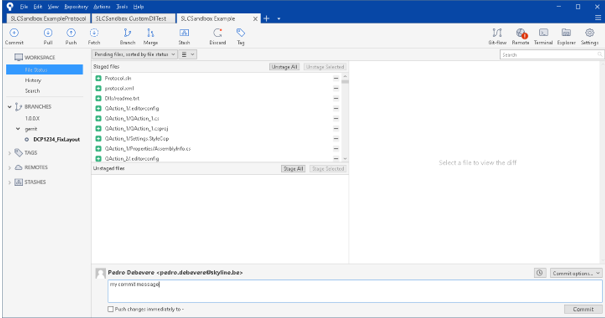 File Edit View Repository Actions Tools Help
SLCSandbox.ExampleProtocol SLCSandbox.CustomDllTest SLCSandbox.Example
Commit Pull Push Fetch Branch Merge Stash Discard Tag Git-Flow Remote Terminal Explorer Settings
WORKSPACE
File Status
History
Search
BRANCHES
1.0.0.X
gerrit
DCP1234_FixLayout
TAGS
REMOTES
STASHES
Pending files, sorted by file status
Search
Staged files Unstage All Unstage Selected
Protocol.sln
protocol.xml
Dlls/readme.txt
QAction_1/.editorconfig
QAction_1/QAction_1.cs
QAction_1/QAction_1.csproj
QAction_1/Settings.StyleCop
QAction_1/Properties/AssemblyInfo.cs
QAction_2/.editorconfig
Unstaged files Stage All Stage Selected
Select a file to view the diff
Pedro Debevere <pedro.debevere@skyline.be>
Commit options...
my commit message
Push changes immediately to -
Commit